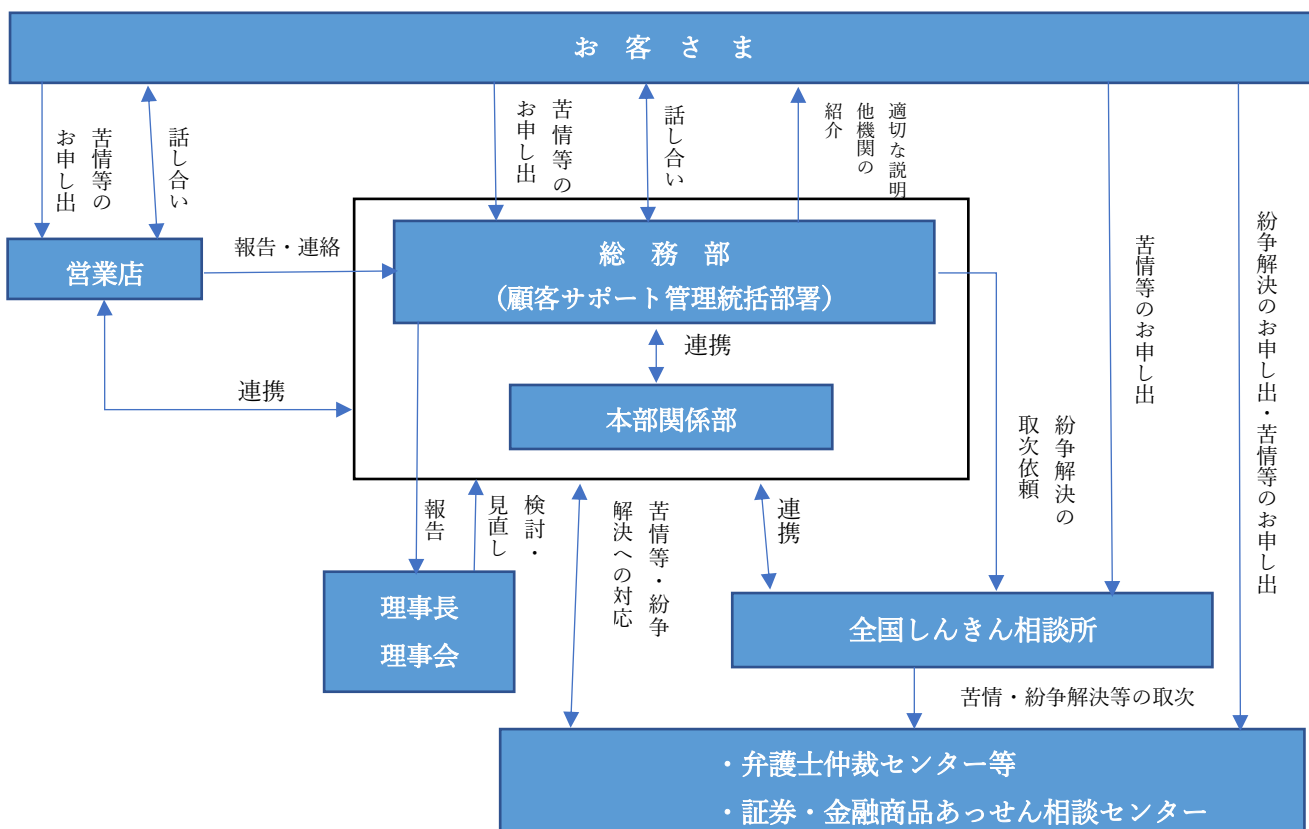 お 客 さ ま
苦情等の
お申し出
話し合い
苦情等の
お申し出
話し合い
適切な説明
他機関の
紹介
営業店
報告・連絡
総 務 部
（顧客サポート管理統括部署）
連携
本部関係部
連携
苦情等のお申し出
紛争解決のお申し出・苦情等のお申し出
紛争解決の
取次依頼
報告
検討・
見直し
苦情等・紛争
解決への対応
連携
理事長
理事会
全国しんきん相談所
苦情・紛争解決等の取次
・弁護士仲裁センター等
・証券・金融商品あっせん相談センター